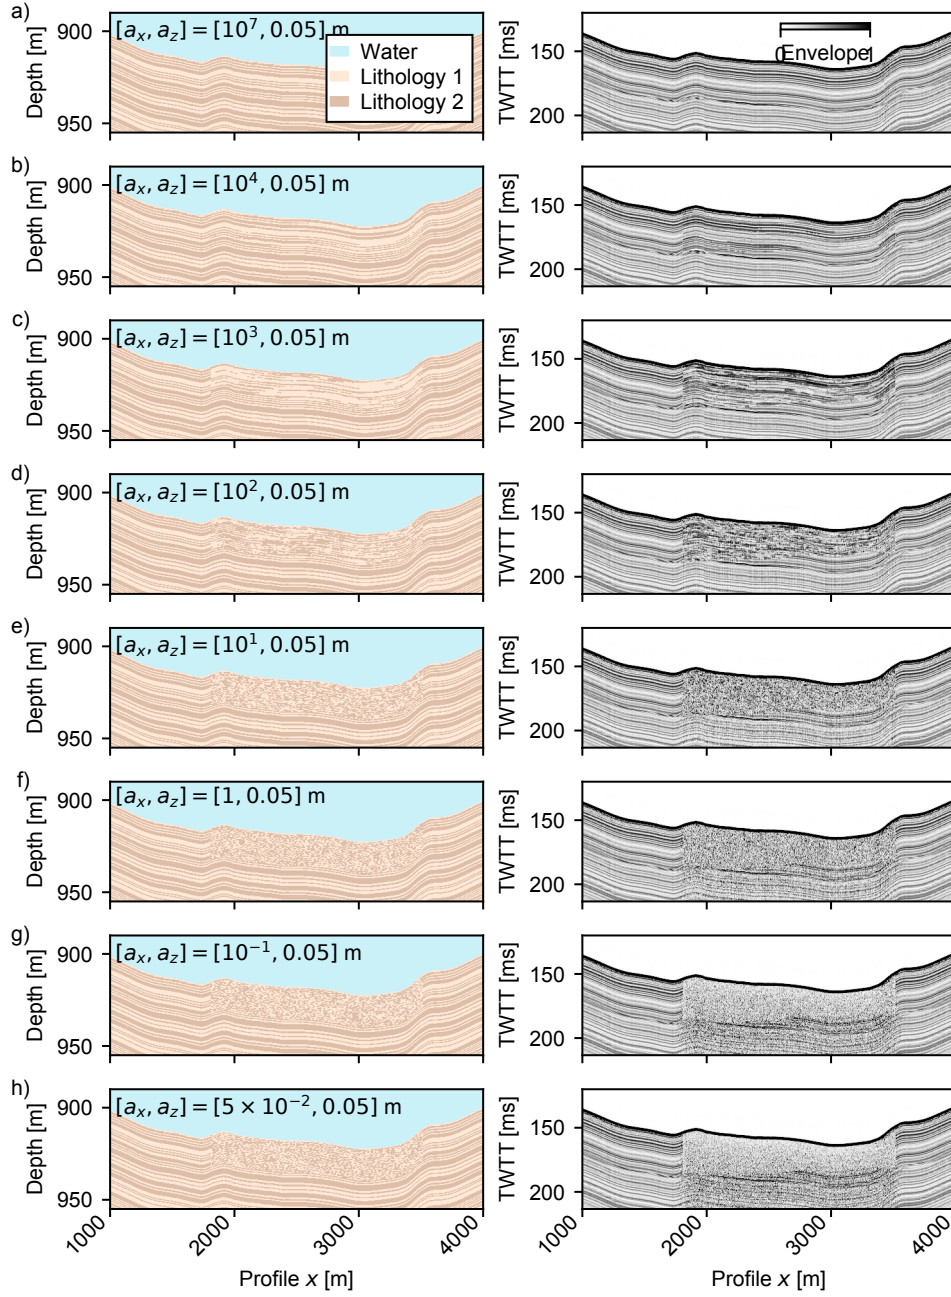 a)
[a_x, a_z] = [10^7, 0.05] m
Water
Lithology 1
Lithology 2
Depth [m]
900
950
TWTT [ms]
150
200
0 Envelope 1
b)
[a_x, a_z] = [10^4, 0.05] m
Depth [m]
900
950
TWTT [ms]
150
200
c)
[a_x, a_z] = [10^3, 0.05] m
Depth [m]
900
950
TWTT [ms]
150
200
d)
[a_x, a_z] = [10^2, 0.05] m
Depth [m]
900
950
TWTT [ms]
150
200
e)
[a_x, a_z] = [10^1, 0.05] m
Depth [m]
900
950
TWTT [ms]
150
200
f)
[a_x, a_z] = [1, 0.05] m
Depth [m]
900
950
TWTT [ms]
150
200
g)
[a_x, a_z] = [10^−1, 0.05] m
Depth [m]
900
950
TWTT [ms]
150
200
h)
[a_x, a_z] = [5 × 10^−2, 0.05] m
Depth [m]
900
950
TWTT [ms]
150
200
1000
2000
3000
4000
Profile x [m]
1000
2000
3000
4000
Profile x [m]